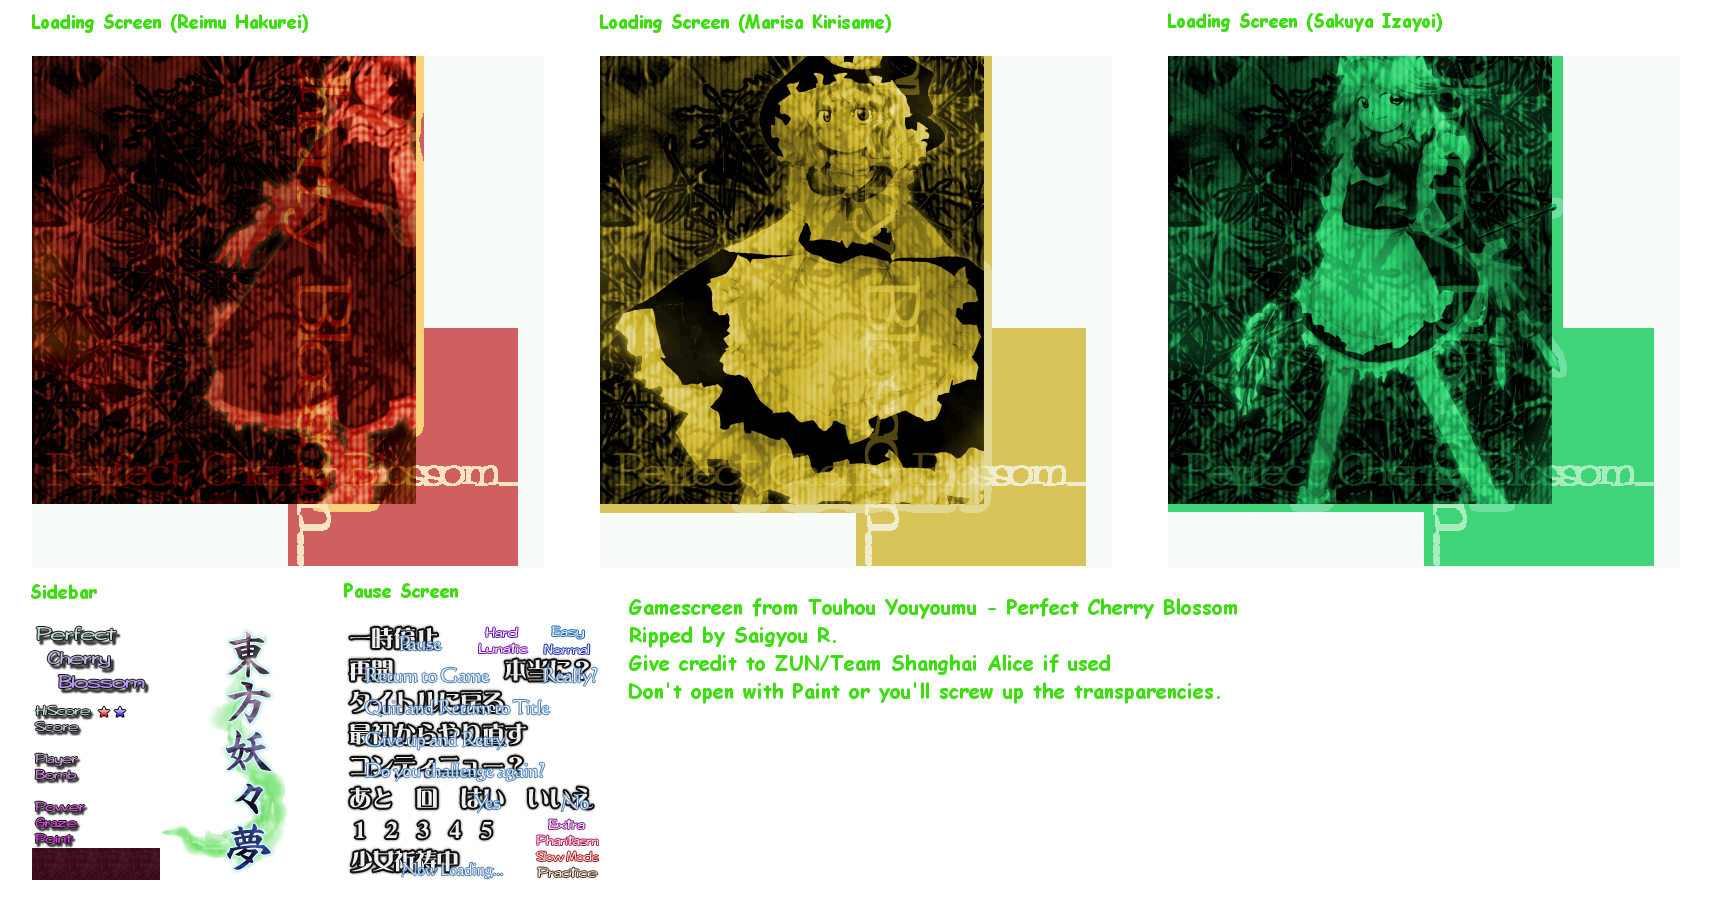 Loading Screen (Reimu Hakurei)
Loading Screen (Marisa Kirisame)
Loading Screen (Sakuya Izayoi)
Cherry Blossom
Perfect Cherry Blossom
Perfect Cherry Blossom
Perfect Cherry Blossom
Sidebar
Perfect
Cherry
Blossom
HScore ★★
Score
Player
Bomb
Power
Graze
Point
東方妖々夢
Pause Screen
一時停止
Pause
Hard
Easy
Lunatic
Normal
再開
Return to Game
本当に?
Really?
タイトルに戻る
Quit and Return to Title
最初からやり直す
Give up and Retry.
コンティニュー?
Do you challenge again?
あと 回 はい いいえ
Yes No
1 2 3 4 5
Extra
Phantasm
Slow Mode
Practice
少女祈祷中
Now Loading...
Gamescreen from Touhou Youyoumu - Perfect Cherry Blossom
Ripped by Saigyou R.
Give credit to ZUN/Team Shanghai Alice if used
Don't open with Paint or you'll screw up the transparencies.